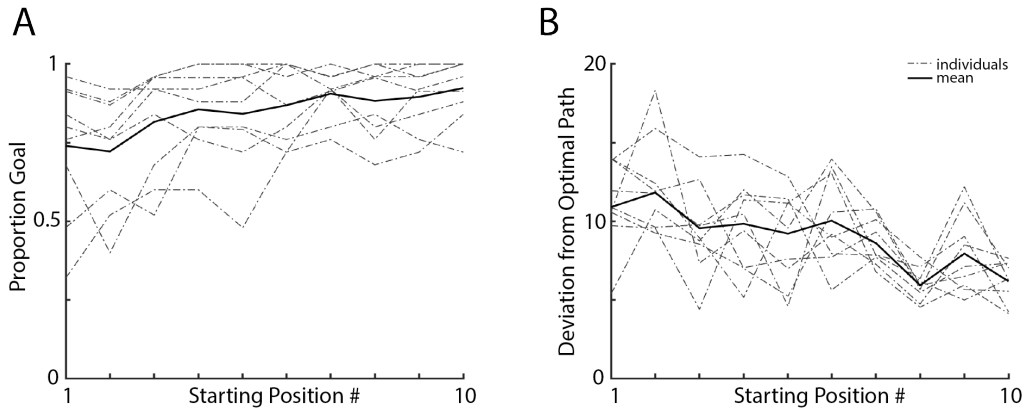 A
Proportion Goal
1
0.5
0
1
Starting Position #
10
B
Deviation from Optimal Path
20
10
0
individuals
mean
1
Starting Position #
10